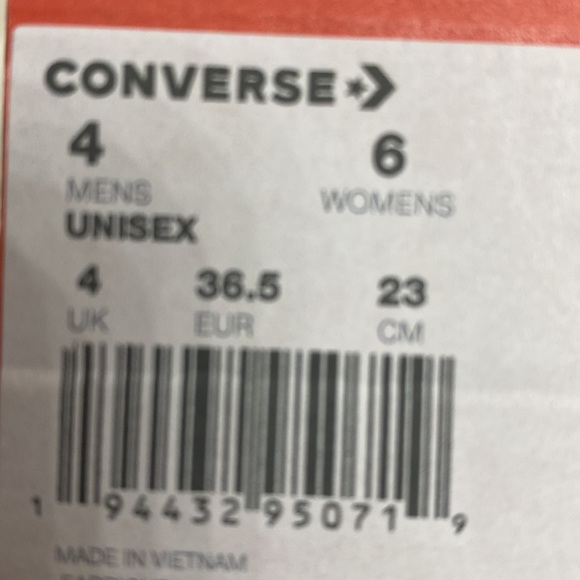 CONVERSE
4 6
MENS WOMENS
UNISEX
4 36.5 23
UK EUR CM
1 94432 95071 9
MADE IN VIETNAM